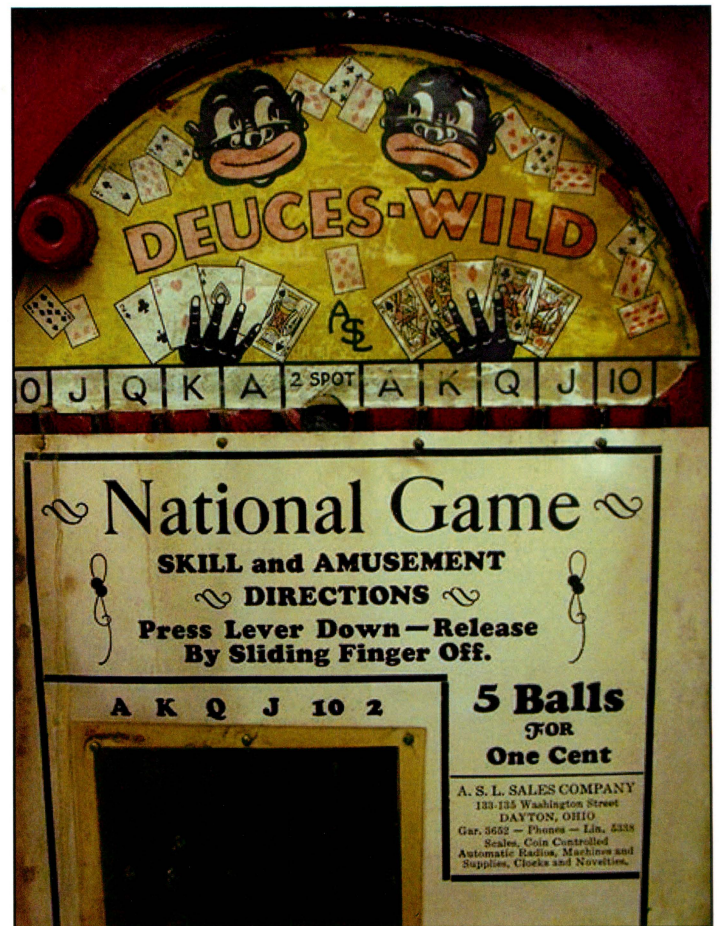 DEUCES-WILD
ASL
10 J Q K A 2 SPOT A K Q J 10
National Game
SKILL and AMUSEMENT
DIRECTIONS
Press Lever Down—Release
By Sliding Finger Off.
A K Q J 10 2
5 Balls
FOR
One Cent
A. S. L. SALES COMPANY
133-135 Washington Street
DAYTON, OHIO
Gar. 3652 — Phones — Lin. 5338
Scales, Coin Controlled
Automatic Radios, Machines and
Supplies, Clocks and Novelties.